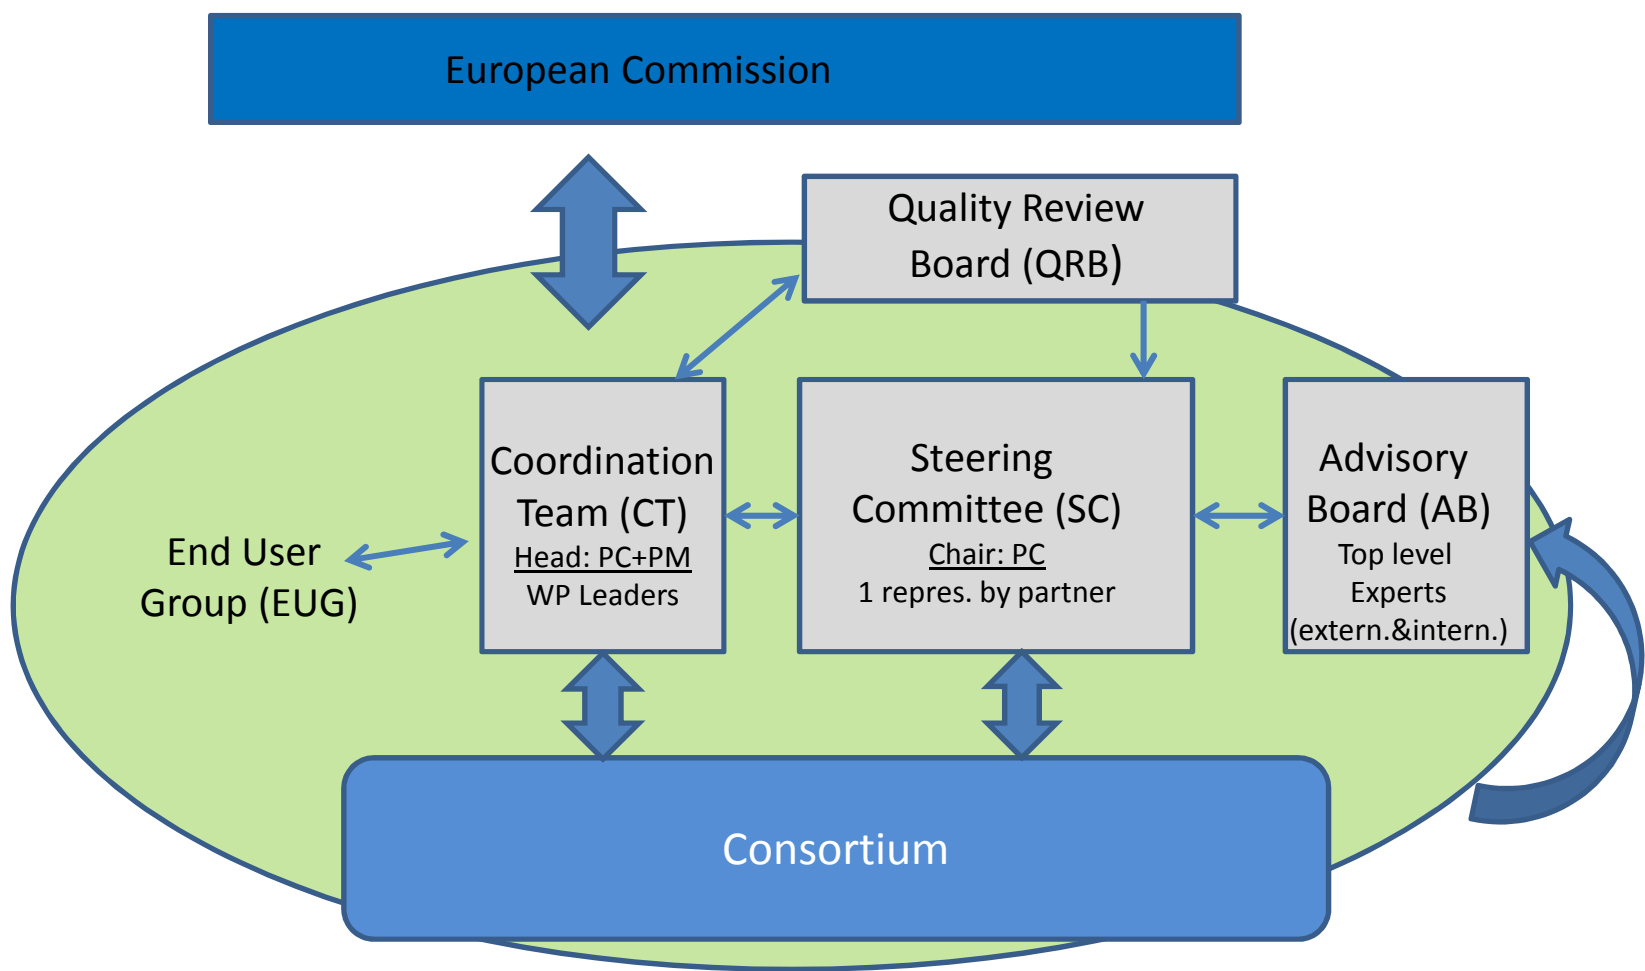 European Commission
Quality Review
Board (QRB)
Coordination
Team (CT)
Head: PC+PM
WP Leaders
Steering
Committee (SC)
Chair: PC
1 repres. by partner
Advisory
Board (AB)
Top level
Experts
(extern.&intern.)
End User
Group (EUG)
Consortium